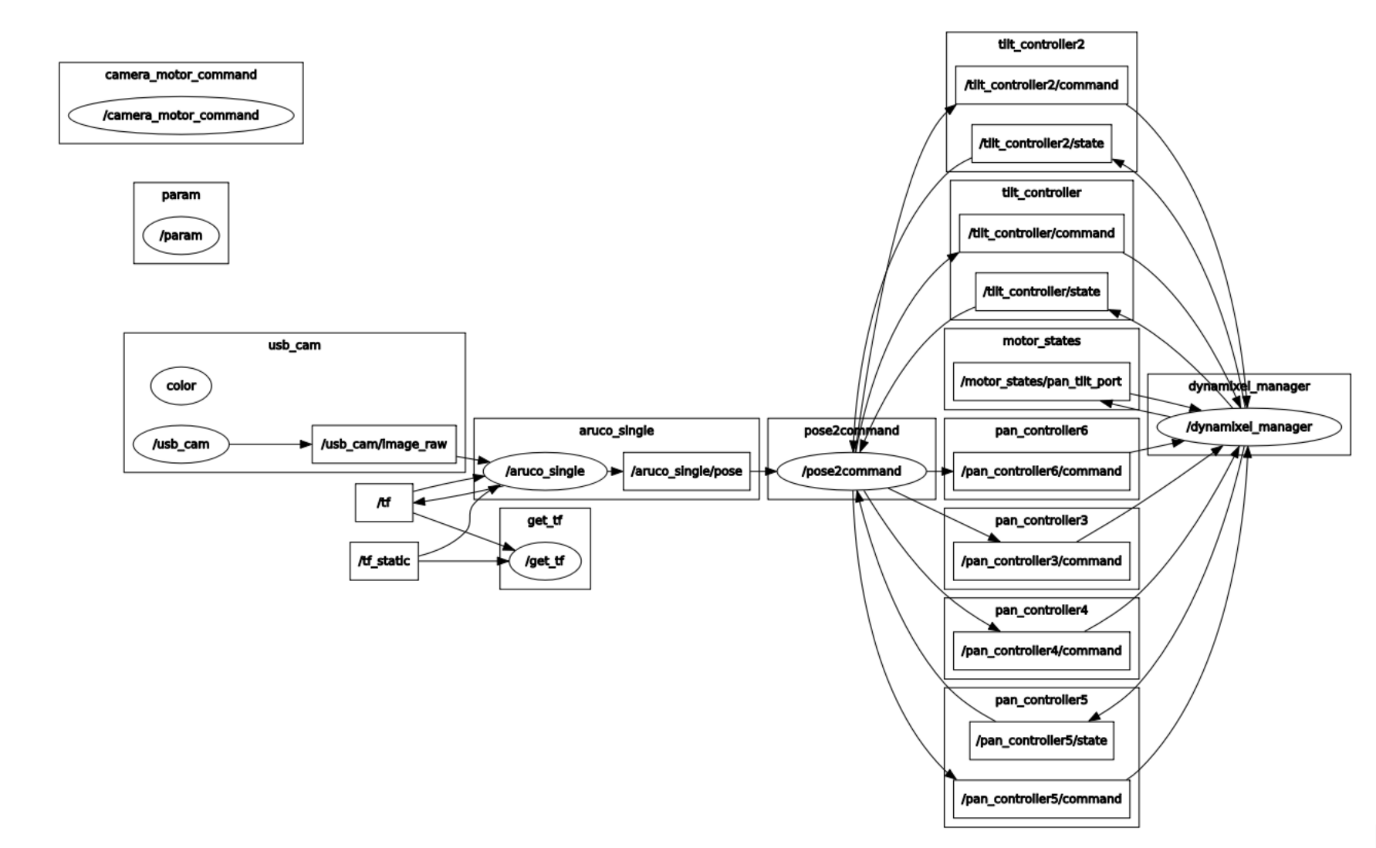 camera_motor_command
/camera_motor_command
param
/param
usb_cam
color
/usb_cam
/usb_cam/image_raw
/tf
/tf_static
aruco_single
/aruco_single
/aruco_single/pose
get_tf
/get_tf
pose2command
/pose2command
tilt_controller2
/tilt_controller2/command
/tilt_controller2/state
tilt_controller
/tilt_controller/command
/tilt_controller/state
motor_states
/motor_states/pan_tilt_port
pan_controller6
/pan_controller6/command
pan_controller3
/pan_controller3/command
pan_controller4
/pan_controller4/command
pan_controller5
/pan_controller5/state
/pan_controller5/command
dynamixel_manager
/dynamixel_manager